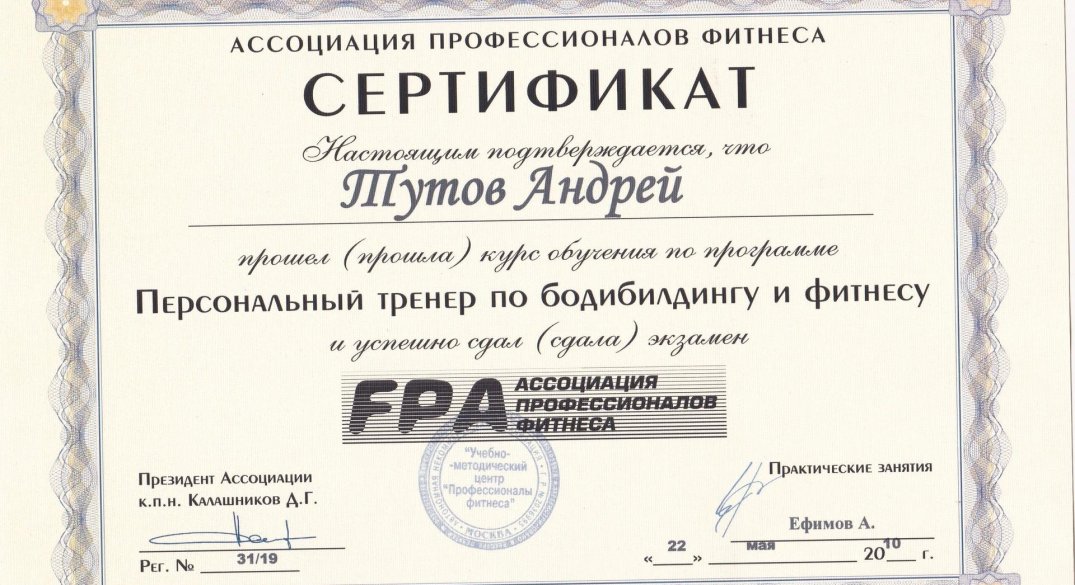 АССОЦИАЦИЯ ПРОФЕССИОНАЛОВ ФИТНЕСА
СЕРТИФИКАТ
Настоящим подтверждается, что
Тутов Андрей
прошел (прошла) курс обучения по программе
Персональный тренер по бодибилдингу и фитнесу
и успешно сдал (сдала) экзамен
FPA АССОЦИАЦИЯ
ПРОФЕССИОНАЛОВ
ФИТНЕСА
"Учебно-
-методический
центр
"Профессионалы
фитнеса"
МОСКВА
Президент Ассоциации
к.п.н. Калашников Д.Г.
Рег. № 31/19
Практические занятия
Ефимов А.
«22» мая 2010 г.